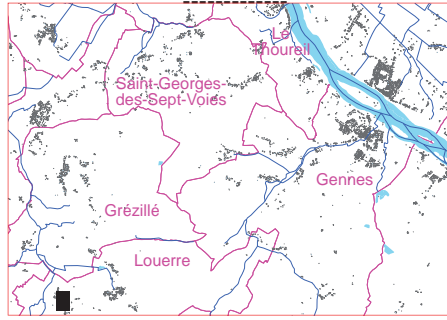 Le
Thoureil
Saint-Georges-
des-Sept-Voies
Gennes
Grézillé
Louerre